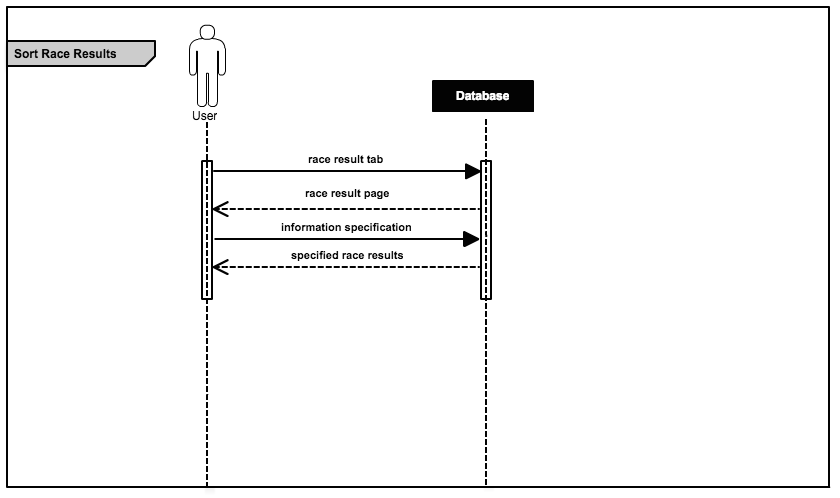 Sort Race Results
User
Database
race result tab
race result page
information specification
specified race results